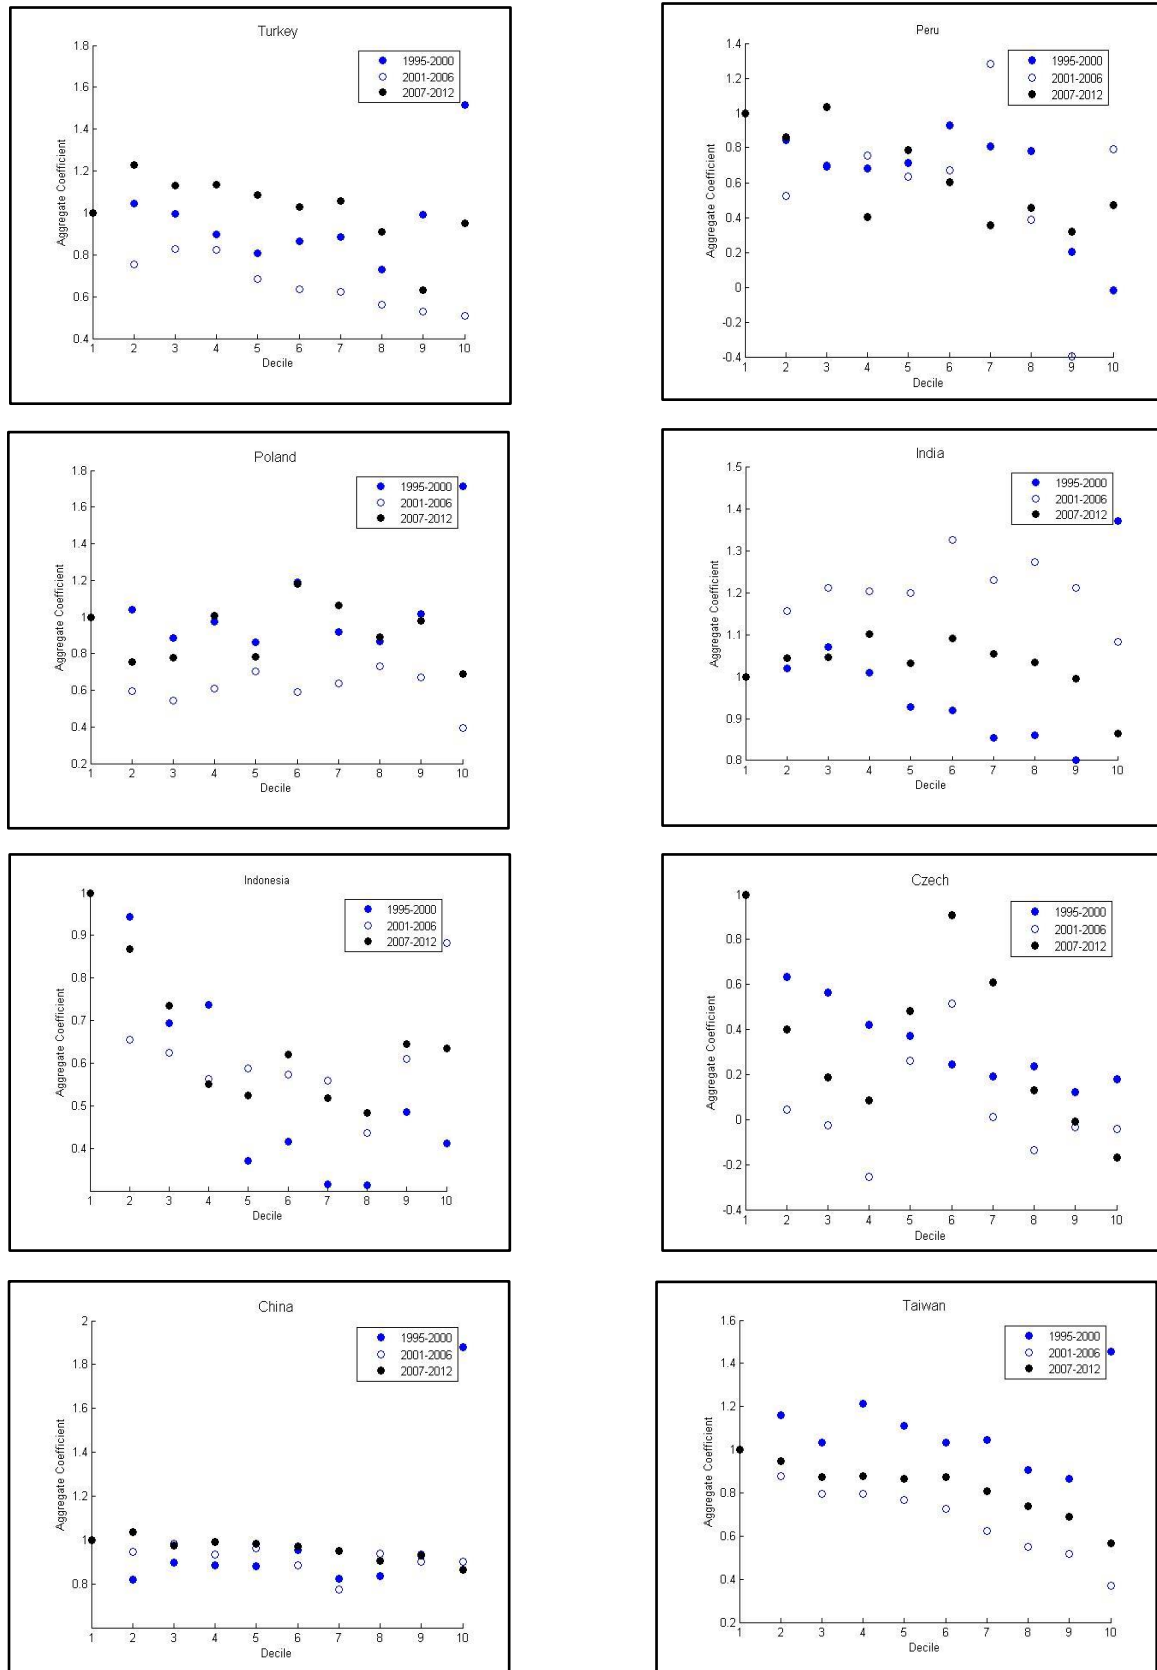 Turkey
1995-2000
2001-2006
2007-2012
1.8
1.6
1.4
1.2
1
0.8
0.6
0.4
Aggregate Coefficient
1 2 3 4 5 6 7 8 9 10
Decile
Peru
1995-2000
2001-2006
2007-2012
1.4
1.2
1
0.8
0.6
0.4
0.2
0
-0.2
-0.4
Aggregate Coefficient
1 2 3 4 5 6 7 8 9 10
Decile
Poland
1995-2000
2001-2006
2007-2012
1.8
1.6
1.4
1.2
1
0.8
0.6
0.4
0.2
Aggregate Coefficient
1 2 3 4 5 6 7 8 9 10
Decile
India
1995-2000
2001-2006
2007-2012
1.5
1.4
1.3
1.2
1.1
1
0.9
0.8
Aggregate Coefficient
1 2 3 4 5 6 7 8 9 10
Decile
Indonesia
1995-2000
2001-2006
2007-2012
1
0.9
0.8
0.7
0.6
0.5
0.4
Aggregate Coefficient
1 2 3 4 5 6 7 8 9 10
Decile
Czech
1995-2000
2001-2006
2007-2012
1
0.8
0.6
0.4
0.2
0
-0.2
-0.4
Aggregate Coefficient
1 2 3 4 5 6 7 8 9 10
Decile
China
1995-2000
2001-2006
2007-2012
2
1.8
1.6
1.4
1.2
1
0.8
Aggregate Coefficient
1 2 3 4 5 6 7 8 9 10
Decile
Taiwan
1995-2000
2001-2006
2007-2012
1.6
1.4
1.2
1
0.8
0.6
0.4
0.2
Aggregate Coefficient
1 2 3 4 5 6 7 8 9 10
Decile